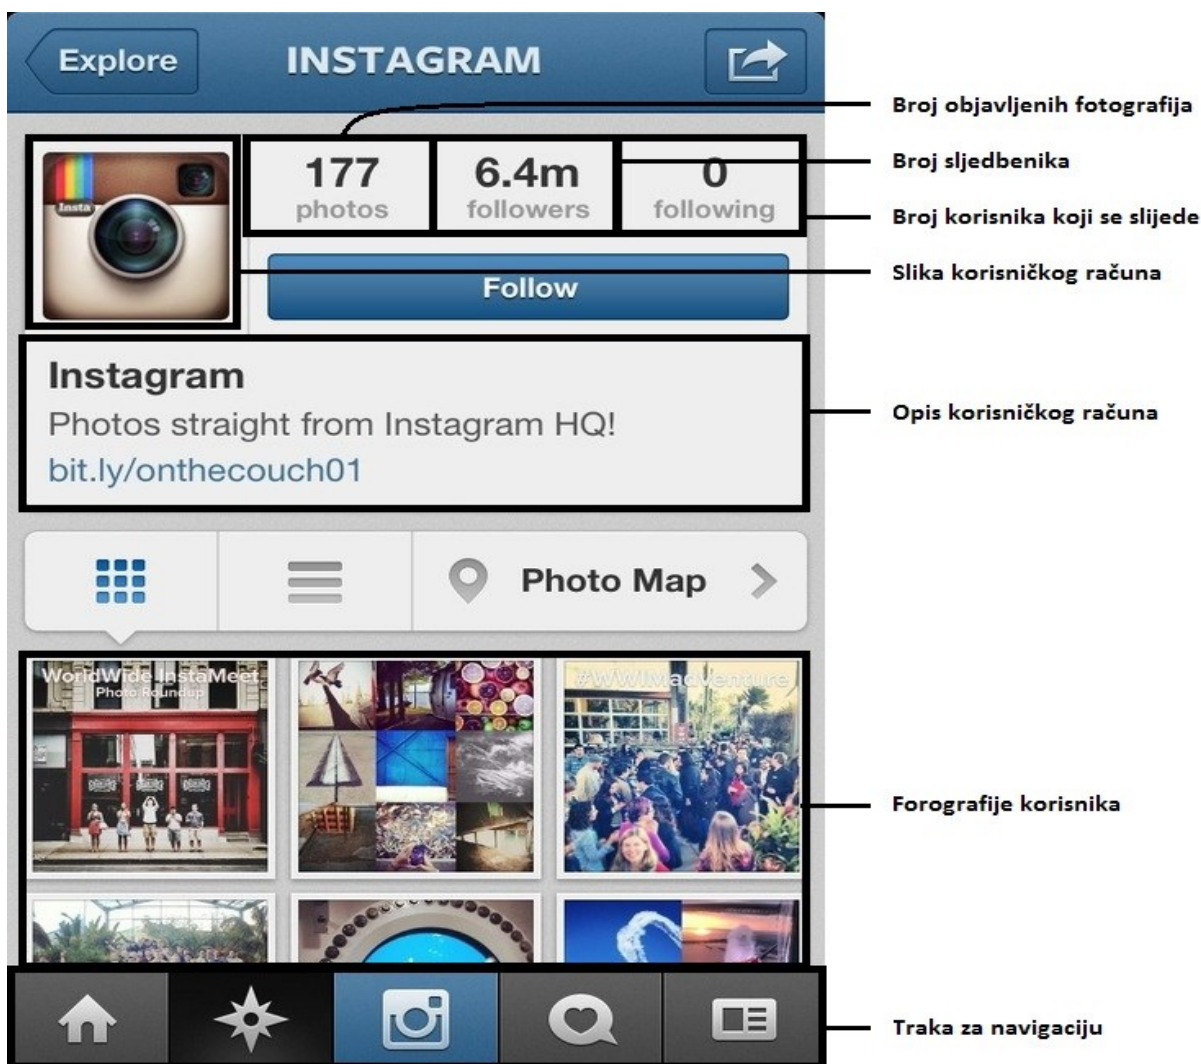 Explore
INSTAGRAM
Broj objavljenih fotografija
177
6.4m
0
Broj sljedbenika
photos
followers
following
Broj korisnika koji se slijede
Insta
Slika korisničkog računa
Follow
Instagram
Photos straight from Instagram HQ!
bit.ly/onthecouch01
Opis korisničkog računa
Photo Map
WorldWide InstaMeet
Photo Roundup
#WWIMadventure
Forografije korisnika
Traka za navigaciju